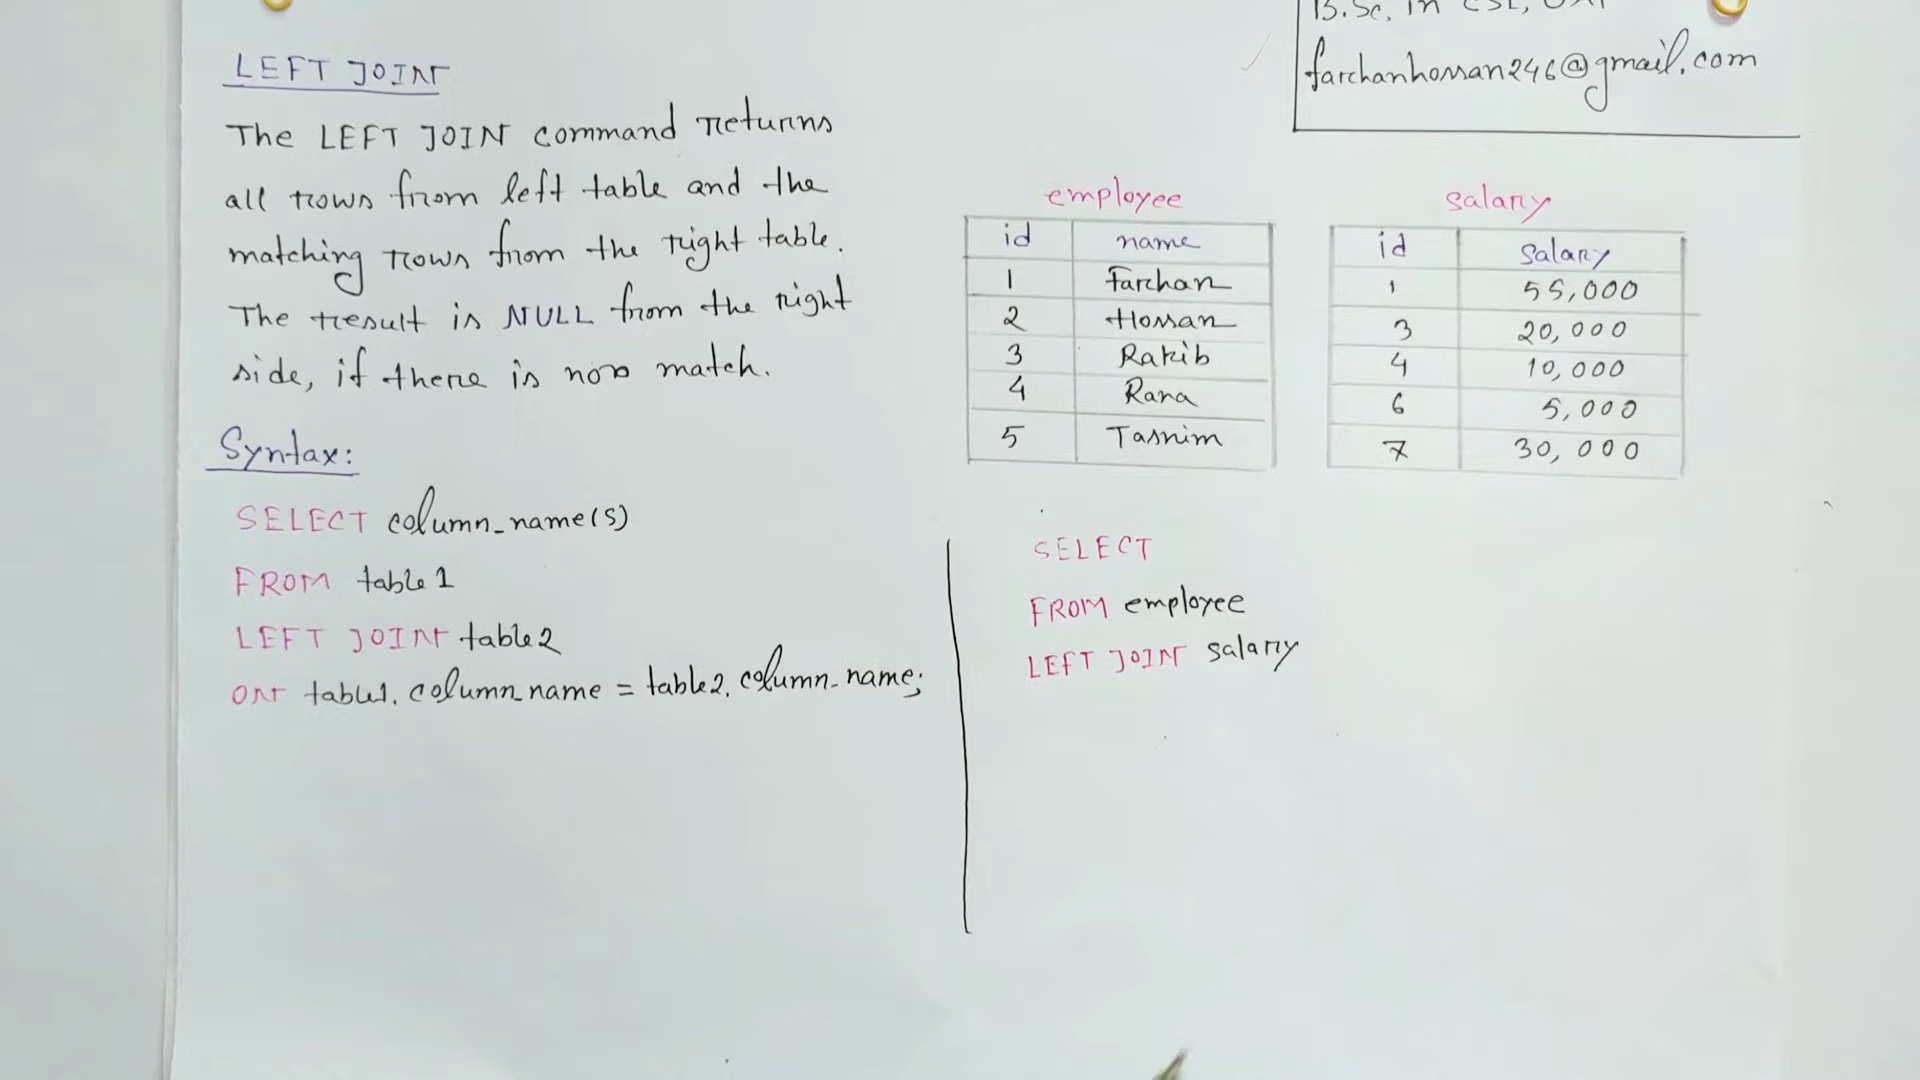 B.Sc. in CSE,
farhanhossan246@gmail.com
LEFT JOIN
The LEFT JOIN command returns
all rows from left table and the
matching rows from the right table.
The result is NULL from the right
side, if there is no match.
Syntax:
SELECT column_name(s)
FROM table1
LEFT JOIN table2
ON table1.column_name = table2.column_name;
employee
id name
1 Farhan
2 Hossan
3 Rakib
4 Rana
5 Tasnim
salary
id salary
1 55,000
3 20,000
4 10,000
6 5,000
7 30,000
SELECT
FROM employee
LEFT JOIN salary